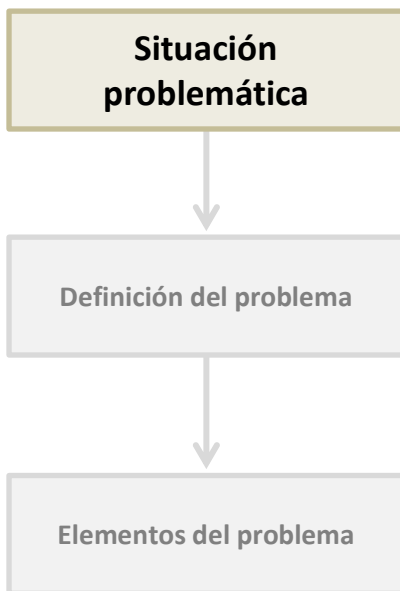 Situación
problemática
Definición del problema
Elementos del problema